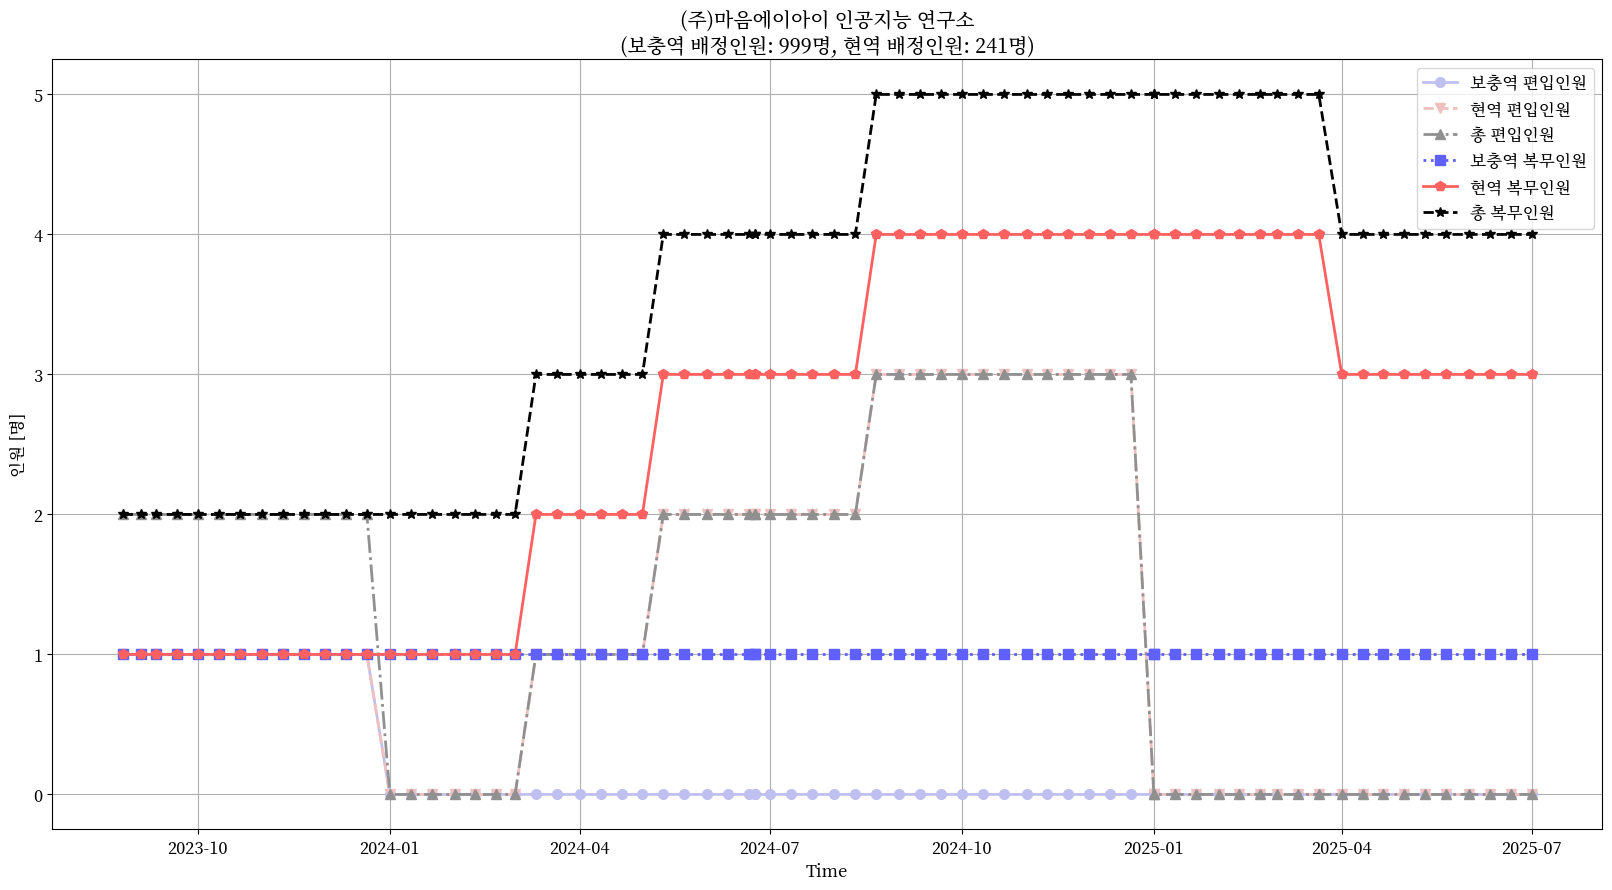 (주)마음에이아이 인공지능 연구소
(보충역 배정인원: 999명, 현역 배정인원: 241명)
보충역 편입인원
현역 편입인원
총 편입인원
보충역 복무인원
현역 복무인원
총 복무인원
인원 [명]
5
4
3
2
1
0
2023-10 2024-01 2024-04 2024-07 2024-10 2025-01 2025-04 2025-07
Time